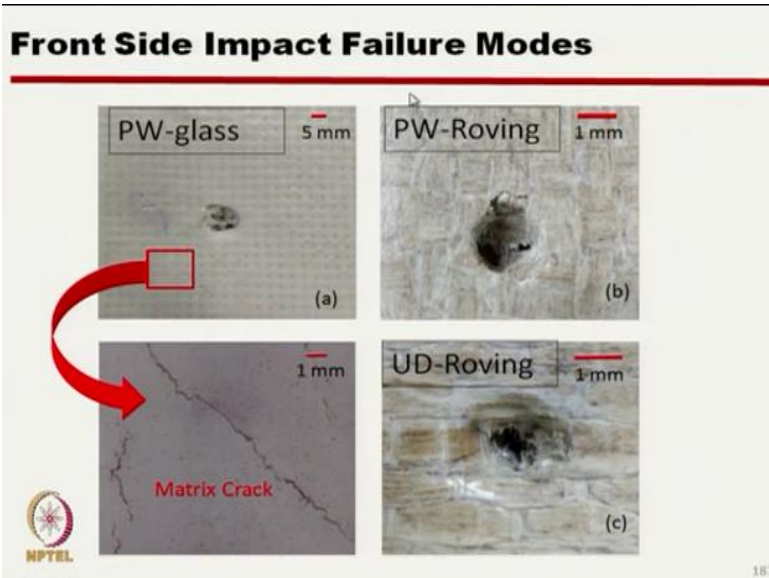 Front Side Impact Failure Modes
PW-glass
5 mm
(a)
PW-Roving
1 mm
(b)
1 mm
Matrix Crack
UD-Roving
1 mm
(c)
NPTEL